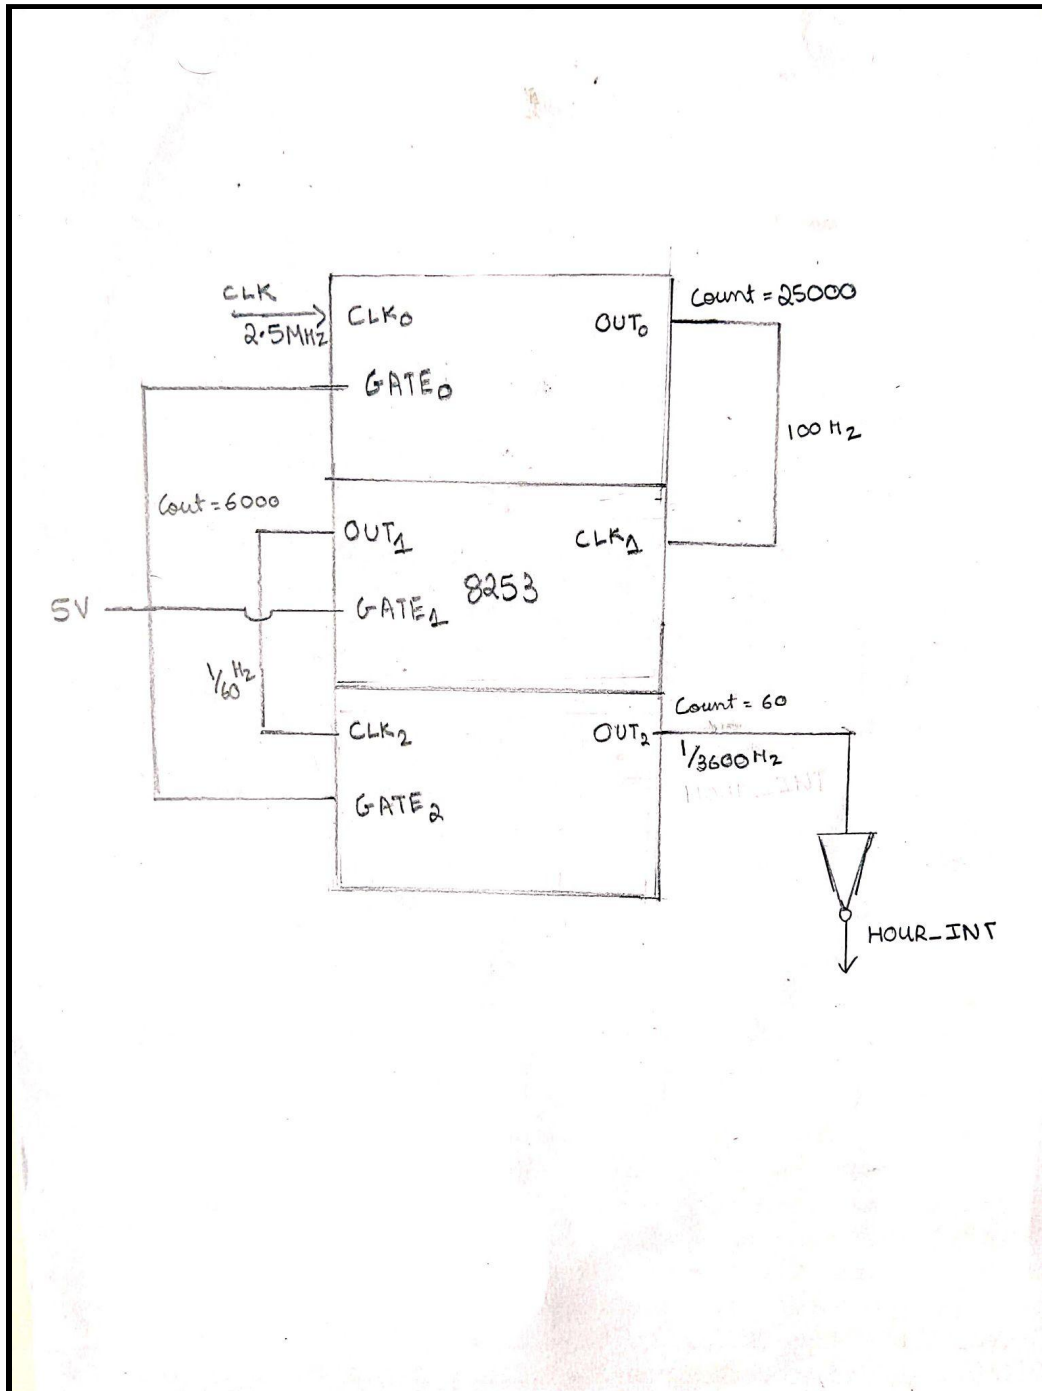 CLK
2.5MHz
CLK0
GATE0
OUT0
Count = 25000
100 Hz
Cout = 6000
OUT1
CLK1
8253
5V
GATE1
1/60 Hz
CLK2
OUT2
Count = 60
1/3600 Hz
GATE2
HOUR_INT